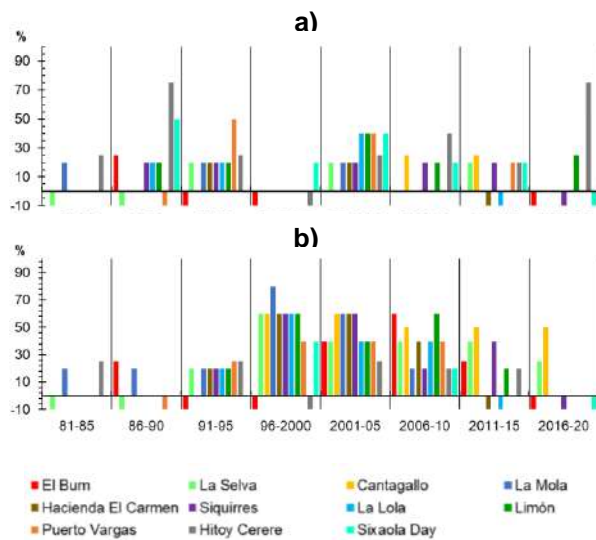 a)
%
90
70
50
30
10
-10
b)
%
90
70
50
30
10
-10
81-85 86-90 91-95 96-2000 2001-05 2006-10 2011-15 2016-20
El Bum La Selva Cantagallo La Mola
Hacienda El Carmen Siquirres La Lola Limón
Puerto Vargas Hitoy Cerere Sixaola Day